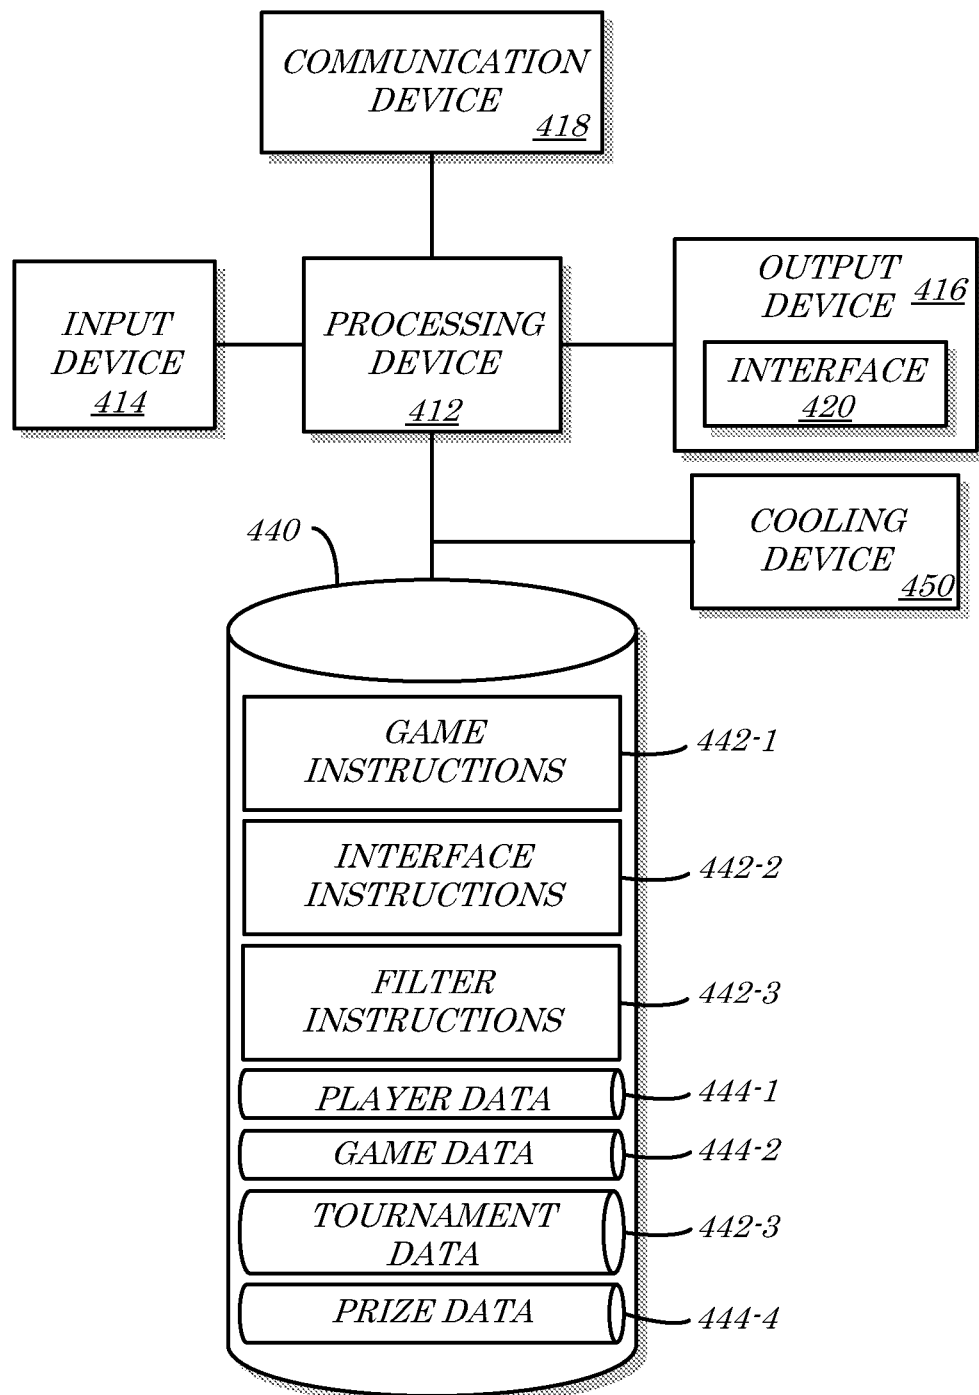 COMMUNICATION
DEVICE
418
INPUT
DEVICE
414
PROCESSING
DEVICE
412
OUTPUT
DEVICE
416
INTERFACE
420
COOLING
DEVICE
450
440
GAME
INSTRUCTIONS
442-1
INTERFACE
INSTRUCTIONS
442-2
FILTER
INSTRUCTIONS
442-3
PLAYER DATA
444-1
GAME DATA
444-2
TOURNAMENT
DATA
442-3
PRIZE DATA
444-4